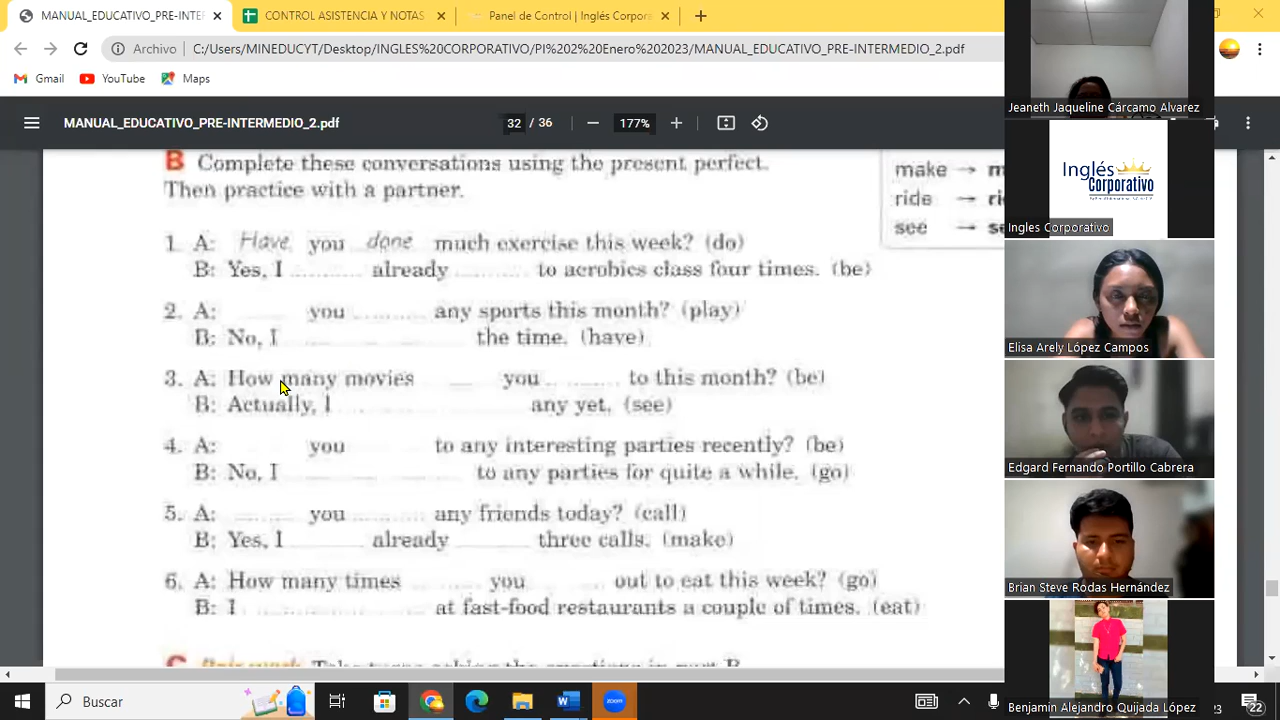 MANUAL_EDUCATIVO_PRE-INTER
CONTROL ASISTENCIA Y NOTAS
Panel de Control | Inglés Corpora
Archivo
C:/Users/MINEDUCYT/Desktop/INGLES%20CORPORATIVO/PI%202%20Enero%202023/MANUAL_EDUCATIVO_PRE-INTERMEDIO_2.pdf
Gmail
YouTube
Maps
MANUAL_EDUCATIVO_PRE-INTERMEDIO_2.pdf
32 / 36
177%
B Complete these conversations using the present perfect.
Then practice with a partner.
make →
ride →
see →
1. A: Have you done much exercise this week? (do)
B: Yes, I ........... already ........... to aerobics class four times. (be)
2. A: you ........... any sports this month? (play)
B: No, I the time. (have)
3. A: How many movies you ........... to this month? (be)
B: Actually, I any yet. (see)
4. A: you to any interesting parties recently? (be)
B: No, I to any parties for quite a while. (go)
5. A: you ........... any friends today? (call)
B: Yes, I ........... already ........... three calls. (make)
6. A: How many times ........... you out to eat this week? (go)
B: I ........... at fast-food restaurants a couple of times. (eat)
Jeaneth Jaqueline Cárcamo Alvarez
Inglés
Corporativo
Ingles Corporativo
Elisa Arely López Campos
Edgard Fernando Portillo Cabrera
Brian Steve Rodas Hernández
Benjamin Alejandro Quijada López
Buscar
zoom
23
22